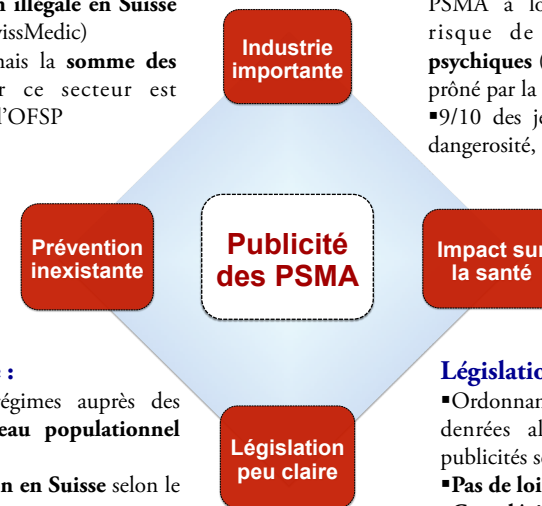 n illégale en Suisse
issMedic)
ais la somme des
r ce secteur est
l'OFSP
PSMA à lo
risque de
psychiques (
prôné par la
▪9/10 des je
dangerosité,
Industrie
importante
Prévention
inexistante
Publicité
des PSMA
Impact sur
la santé
Législation
peu claire
:
égimes auprès des
eau populationnel
n en Suisse selon le
Législatio
▪Ordonnan
denrées al
publicités s
▪Pas de loi